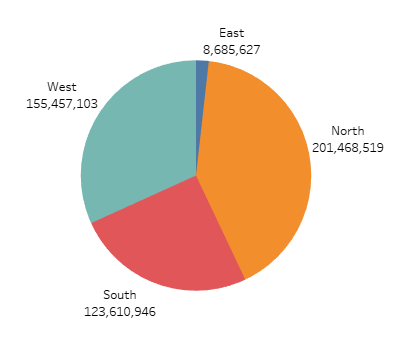 East
8,685,627
West
155,457,103
North
201,468,519
South
123,610,946